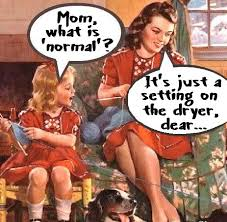 Mom,
what is
'normal'?
It's just a
setting on
the dryer,
dear...